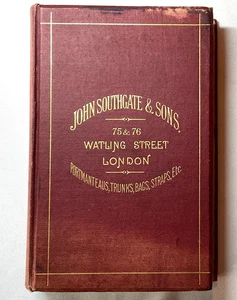 JOHN SOUTHGATE & SONS.
75 & 76
WATLING STREET
LONDON
PORTMANTEAUS, TRUNKS, BAGS, STRAPS, ETC.